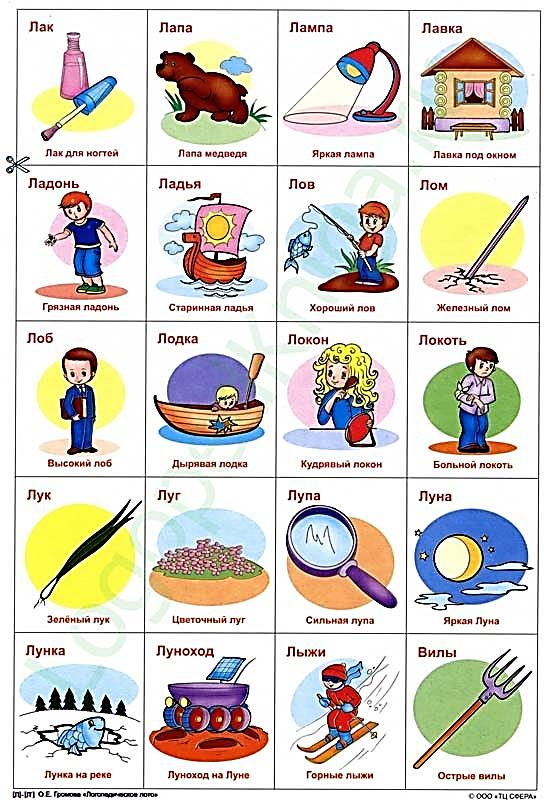 Лак
Лапа
Лампа
Лавка
Лак для ногтей
Лапа медведя
Яркая лампа
Лавка под окном
Ладонь
Ладья
Лов
Лом
Грязная ладонь
Старинная ладья
Хороший лов
Железный лом
Лоб
Лодка
Локон
Локоть
Высокий лоб
Дырявая лодка
Кудрявый локон
Больной локоть
Лук
Луг
Лупа
Луна
Зелёный лук
Цветочный луг
Сильная лупа
Яркая Луна
Лунка
Луноход
Лыжи
Вилы
Лунка на реке
Луноход на Луне
Горные лыжи
Острые вилы
[Л]-[Л'] О.Е. Громова «Логопедическое лото»
© ООО «ТЦ СФЕРА»